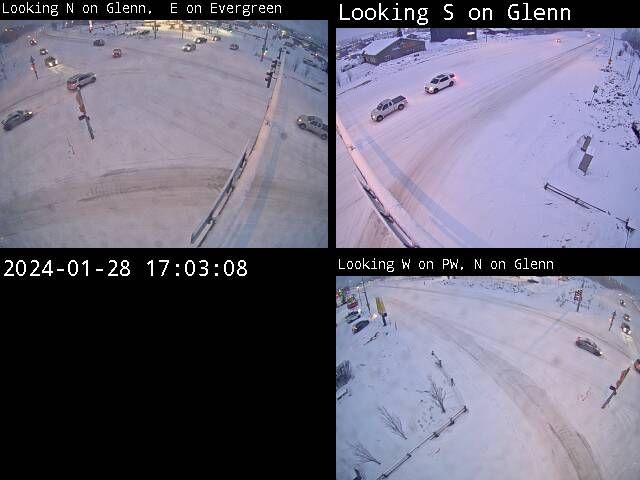 Looking N on Glenn,  E on Evergreen
Looking S on Glenn
2024-01-28 17:03:08
Looking W on PW, N on Glenn